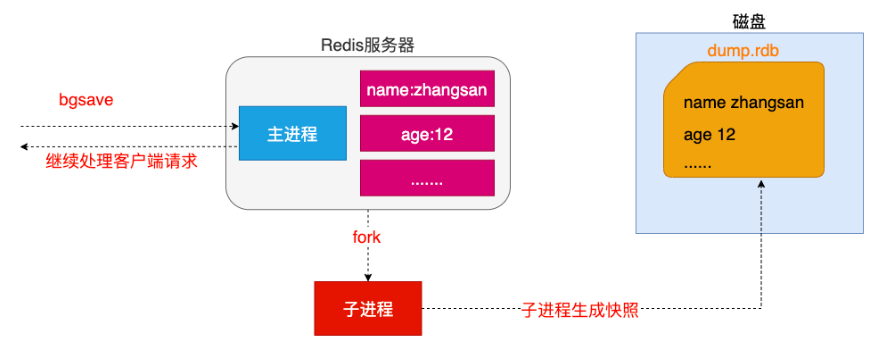 磁盘
Redis服务器
dump.rdb
bgsave
name:zhangsan
name zhangsan
主进程
age:12
age 12
继续处理客户端请求
.......
......
fork
子进程
子进程生成快照